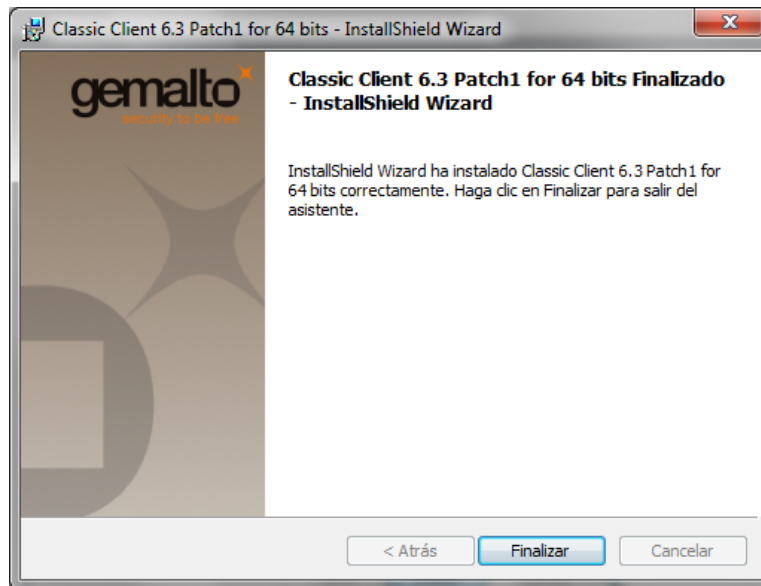 Classic Client 6.3 Patch1 for 64 bits - InstallShield Wizard
gemalto
security to be free
Classic Client 6.3 Patch1 for 64 bits Finalizado
- InstallShield Wizard
InstallShield Wizard ha instalado Classic Client 6.3 Patch1 for
64 bits correctamente. Haga clic en Finalizar para salir del
asistente.
< Atrás
Finalizar
Cancelar